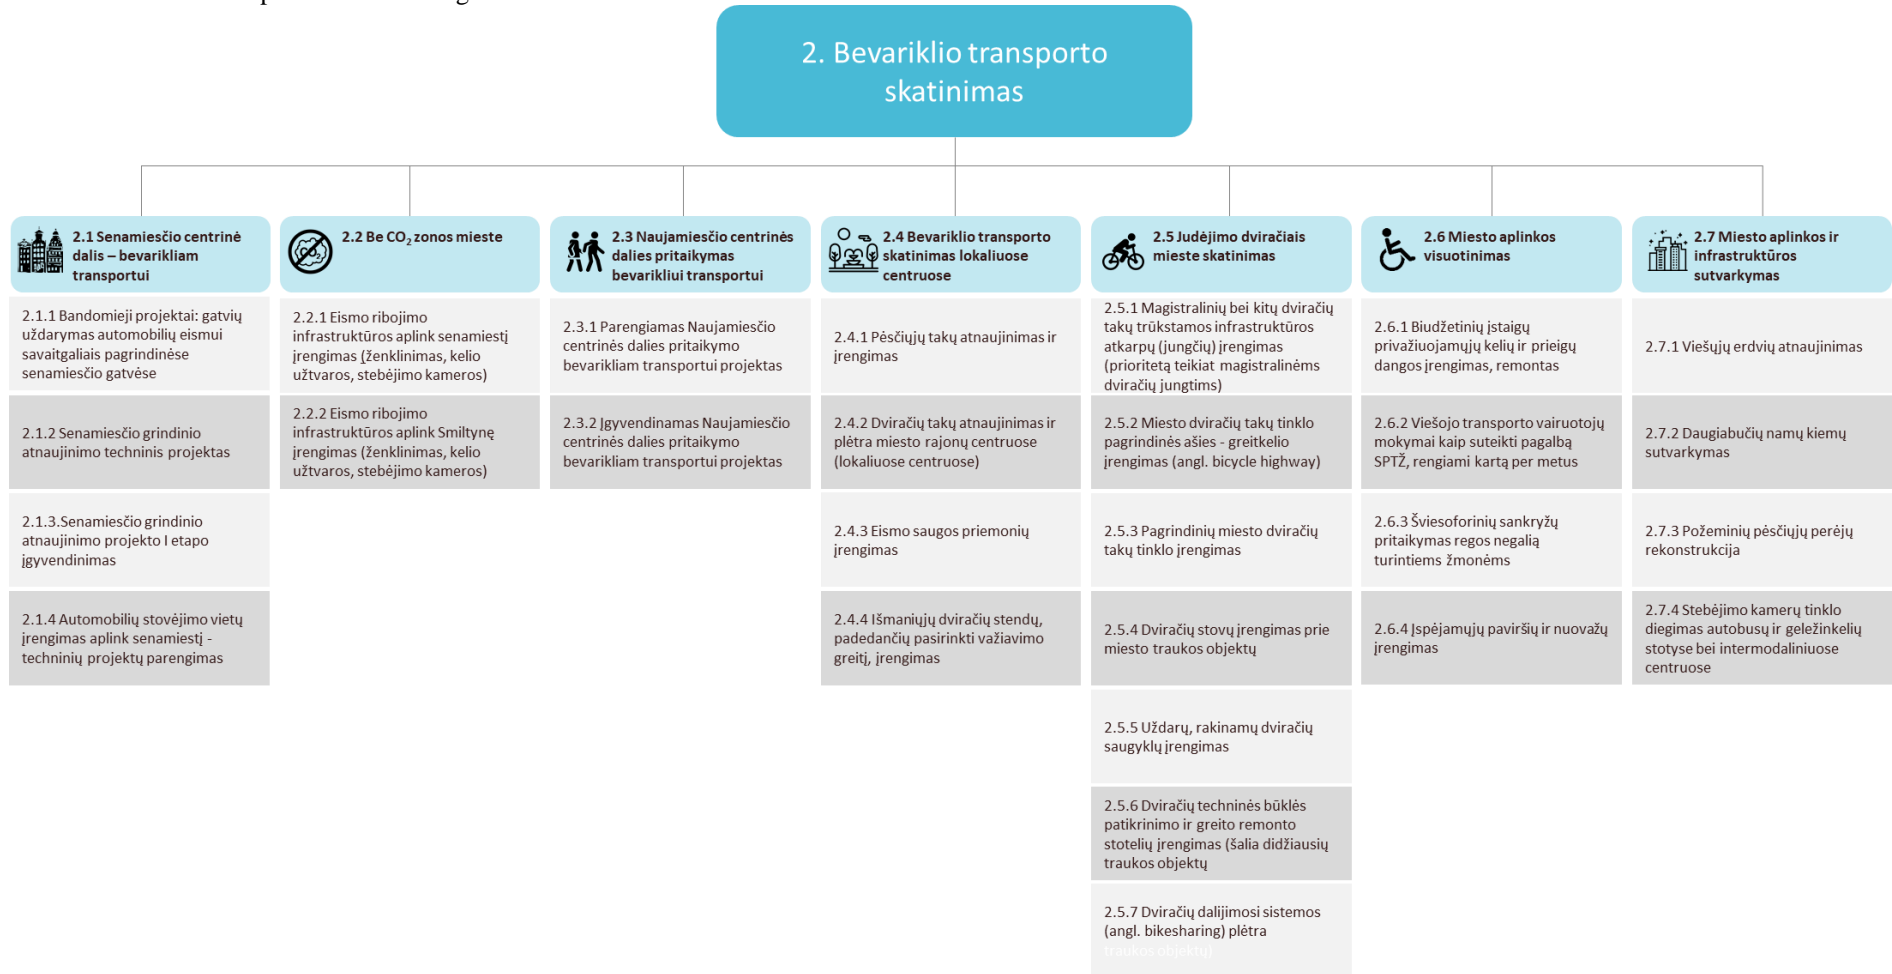 2. Bevariklio transporto
skatinimas
2.1 Senamiesčio centrinė
dalis – bevarikliam
transportui
2.1.1 Bandomieji projektai: gatvių
uždarymas automobilių eismui
savaitgaliais pagrindinėse
senamiesčio gatvėse
2.1.2 Senamiesčio grindinio
atnaujinimo techninis projektas
2.1.3.Senamiesčio grindinio
atnaujinimo projekto I etapo
įgyvendinimas
2.1.4 Automobilių stovėjimo vietų
įrengimas aplink senamiestį -
techninių projektų parengimas
2.2 Be CO₂ zonos mieste
2.2.1 Eismo ribojimo
infrastruktūros aplink senamiestį
įrengimas (ženklinimas, kelio
užtvaros, stebėjimo kameros)
2.2.2 Eismo ribojimo
infrastruktūros aplink Smiltynę
įrengimas (ženklinimas, kelio
užtvaros, stebėjimo kameros)
2.3 Naujamiesčio centrinės
dalies pritaikymas
bevarikliui transportui
2.3.1 Parengiamas Naujamiesčio
centrinės dalies pritaikymo
bevarikliam transportui projektas
2.3.2 Įgyvendinamas Naujamiesčio
centrinės dalies pritaikymo
bevarikliam transportui projektas
2.4 Bevariklio transporto
skatinimas lokaliuose
centruose
2.4.1 Pėsčiųjų takų atnaujinimas ir
įrengimas
2.4.2 Dviračių takų atnaujinimas ir
plėtra miesto rajonų centruose
(lokaliuose centruose)
2.4.3 Eismo saugos priemonių
įrengimas
2.4.4 Išmaniųjų dviračių stendų,
padedančių pasirinkti važiavimo
greitį, įrengimas
2.5 Judėjimo dviračiais
mieste skatinimas
2.5.1 Magistralinių bei kitų dviračių
takų trūkstamos infrastruktūros
atkarpų (jungčių) įrengimas
(prioritetą teikiat magistralinėms
dviračių jungtims)
2.5.2 Miesto dviračių takų tinklo
pagrindinės ašies - greitkelio
įrengimas (angl. bicycle highway)
2.5.3 Pagrindinių miesto dviračių
takų tinklo įrengimas
2.5.4 Dviračių stovų įrengimas prie
miesto traukos objektų
2.5.5 Uždarų, rakinamų dviračių
saugyklų įrengimas
2.5.6 Dviračių techninės būklės
patikrinimo ir greito remonto
stotelių įrengimas (šalia didžiausių
traukos objektų
2.5.7 Dviračių dalijimosi sistemos
(angl. bikesharing) plėtra
traukos objektų)
2.6 Miesto aplinkos
visuotinimas
2.6.1 Biudžetinių įstaigų
privažiuojamųjų kelių ir prieigų
dangos įrengimas, remontas
2.6.2 Viešojo transporto vairuotojų
mokymai kaip suteikti pagalbą
SPTŽ, rengiami kartą per metus
2.6.3 Šviesoforinių sankryžų
pritaikymas regos negalią
turintiems žmonėms
2.6.4 Įspėjamųjų paviršių ir nuovažų
įrengimas
2.7 Miesto aplinkos ir
infrastruktūros
sutvarkymas
2.7.1 Viešųjų erdvių atnaujinimas
2.7.2 Daugiabučių namų kiemų
sutvarkymas
2.7.3 Požeminių pėsčiųjų perėjų
rekonstrukcija
2.7.4 Stebėjimo kamerų tinklo
diegimas autobusų ir geležinkelių
stotyse bei intermodaliniuose
centruose